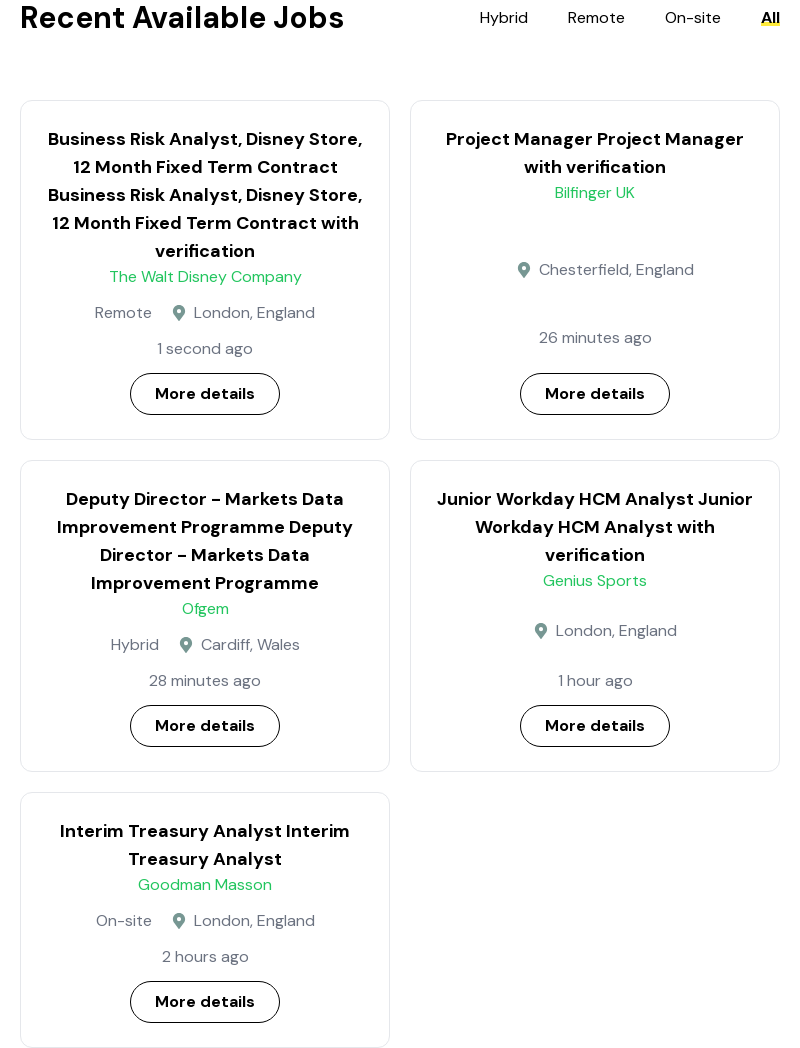 Recent Available Jobs
Hybrid Remote On-site All
Business Risk Analyst, Disney Store,
12 Month Fixed Term Contract
Business Risk Analyst, Disney Store,
12 Month Fixed Term Contract with
verification
The Walt Disney Company
Remote London, England
1 second ago
More details
Project Manager Project Manager
with verification
Bilfinger UK
Chesterfield, England
26 minutes ago
More details
Deputy Director – Markets Data
Improvement Programme Deputy
Director – Markets Data
Improvement Programme
Ofgem
Hybrid Cardiff, Wales
28 minutes ago
More details
Junior Workday HCM Analyst Junior
Workday HCM Analyst with
verification
Genius Sports
London, England
1 hour ago
More details
Interim Treasury Analyst Interim
Treasury Analyst
Goodman Masson
On-site London, England
2 hours ago
More details